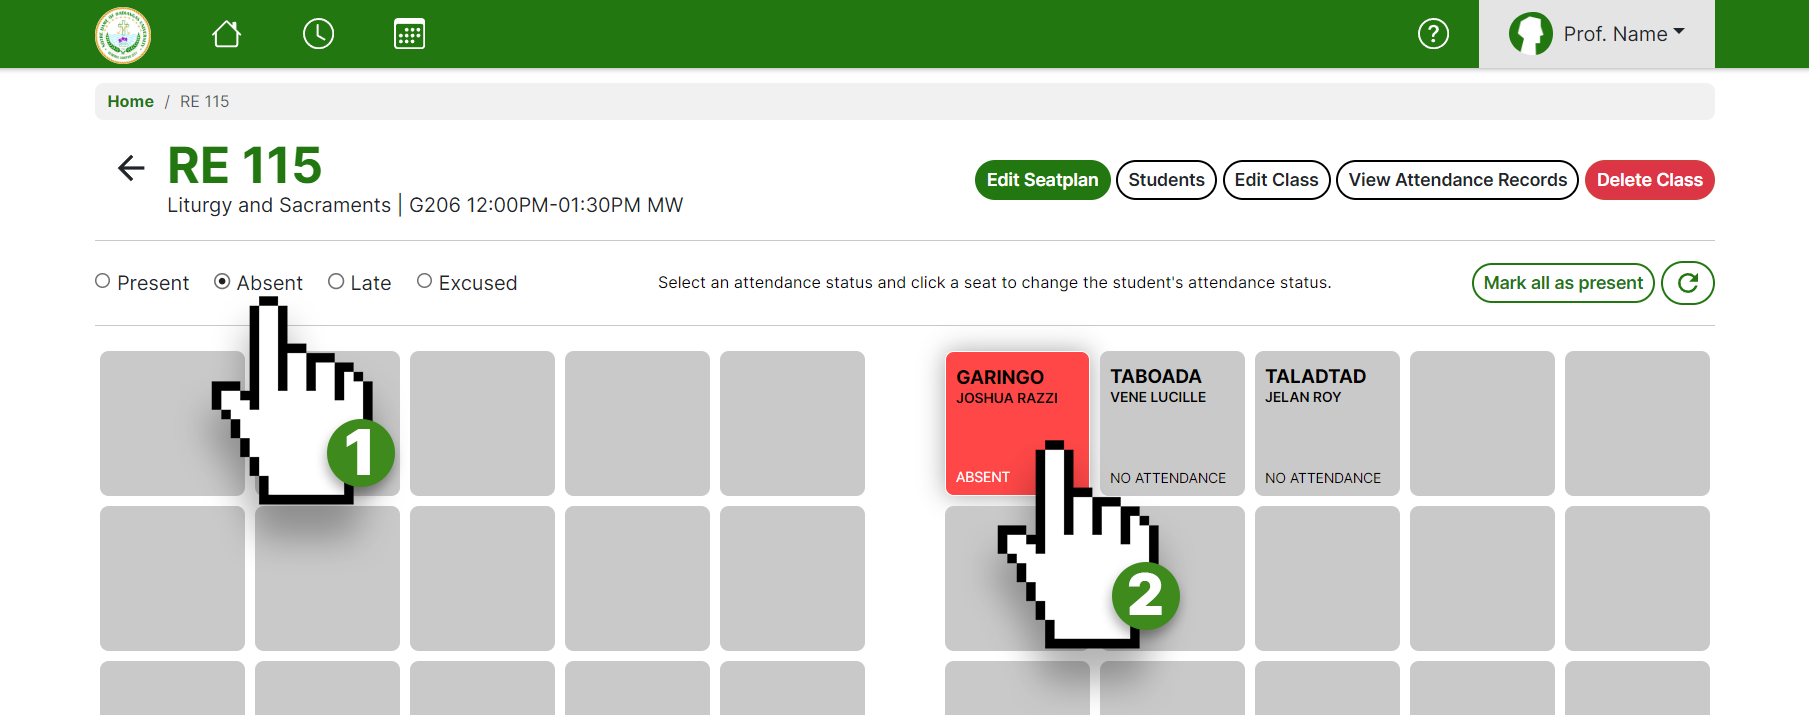 Prof. Name
Home / RE 115
RE 115
Liturgy and Sacraments | G206 12:00PM-01:30PM MW
Edit Seatplan
Students
Edit Class
View Attendance Records
Delete Class
Present
Absent
Late
Excused
Select an attendance status and click a seat to change the student's attendance status.
Mark all as present
GARINGO
JOSHUA RAZZI
ABSENT
TABOADA
VENE LUCILLE
NO ATTENDANCE
TALADTAD
JELAN ROY
NO ATTENDANCE
1
2